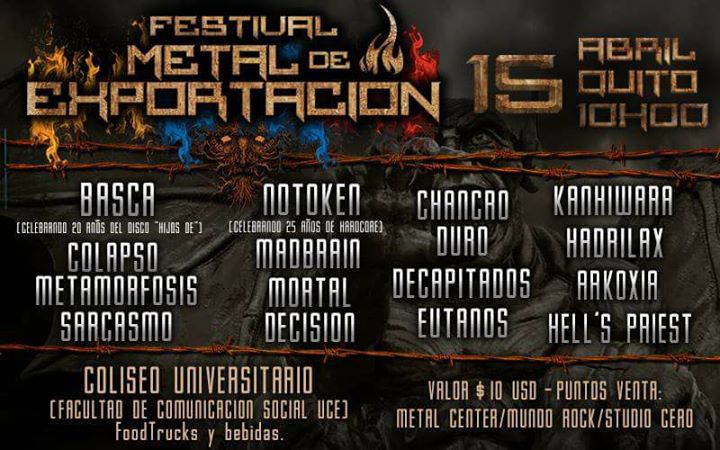 FESTIVAL
METAL DE
EXPORTACION
15
ABRIL
QUITO
10H00
BASCA
(CELEBRANDO 20 AÑOS DEL DISCO "HIJOS DE")
COLAPSO
METAMORFOSIS
SARCASMO
NOTOKEN
(CELEBRANDO 25 AÑOS DE HARDCORE)
MADBRAIN
MORTAL
DECISION
CHANCRO
DURO
DECAPITADOS
EUTANOS
KANHIWARA
HADRILAX
ARKOXIA
HELL'S PRIEST
COLISEO UNIVERSITARIO
(FACULTAD DE COMUNICACION SOCIAL UCE)
FoodTrucks y bebidas.
VALOR $ 10 USD - PUNTOS VENTA:
METAL CENTER/MUNDO ROCK/STUDIO CERO